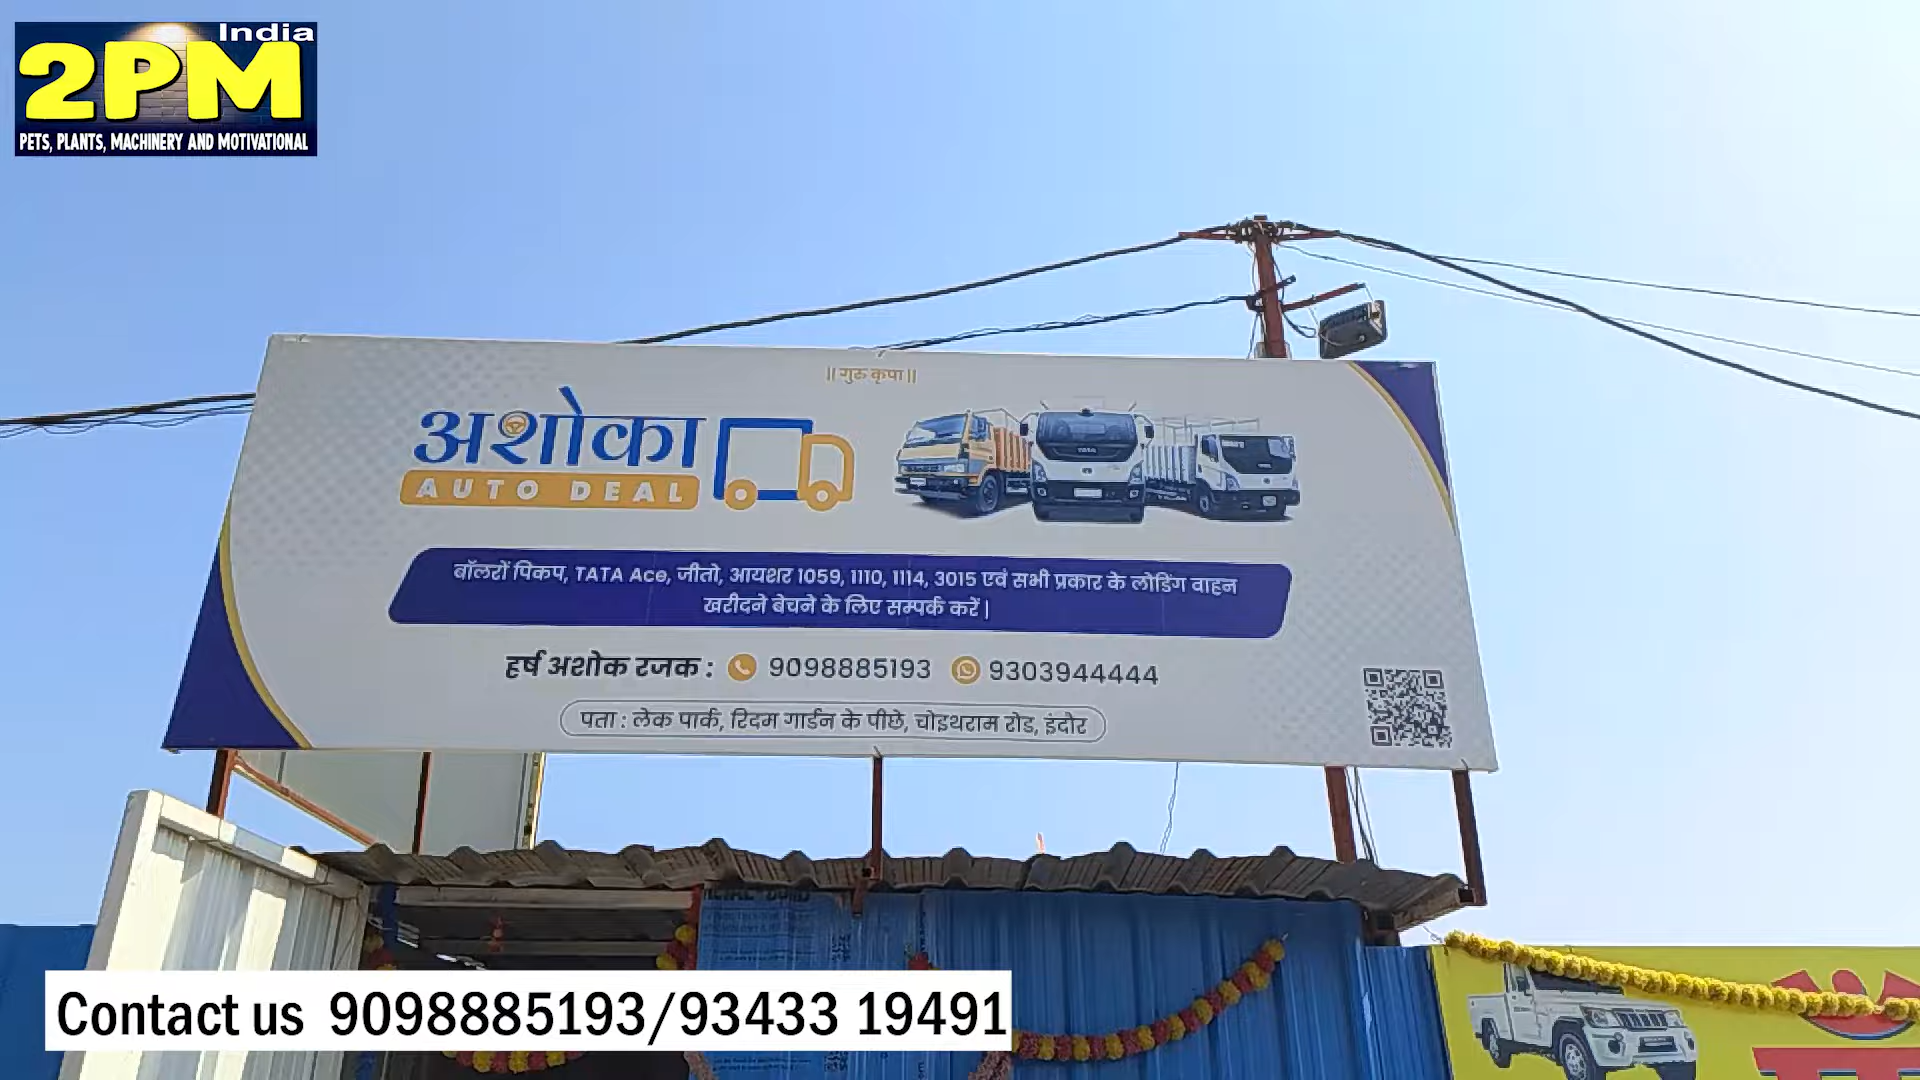 India
2PM
PETS, PLANTS, MACHINERY AND MOTIVATIONAL
|| गुरु कृपा ||
अशोका
AUTO DEAL
TATA
बॉलरों पिकप, TATA Ace, जीतो, आयशर 1059, 1110, 1114, 3015 एवं सभी प्रकार के लोडिंग वाहन
खरीदने बेचने के लिए सम्पर्क करें |
हर्ष अशोक रजक : 9098885193 9303944444
पता : लेक पार्क, रिदम गार्डन के पीछे, चोइथराम रोड, इंदौर
Contact us 9098885193/93433 19491